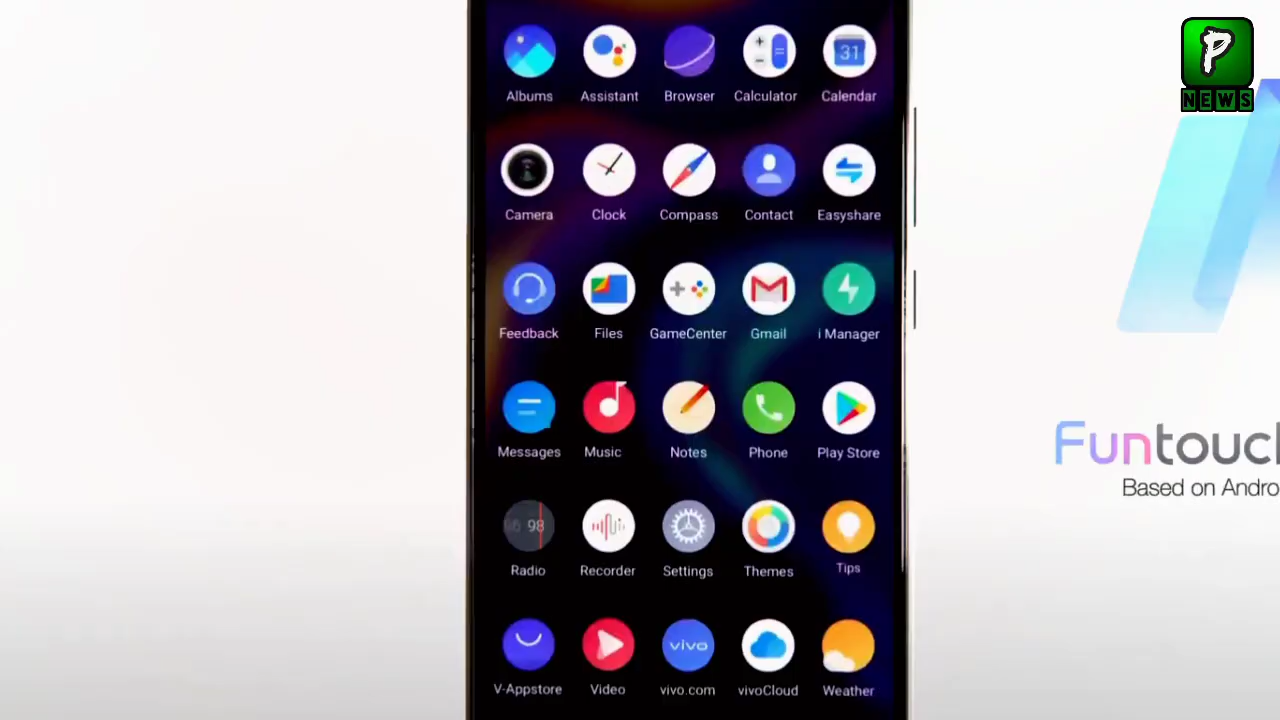 P
NEWS
31
Albums Assistant Browser Calculator Calendar
Camera Clock Compass Contact Easyshare
Feedback Files GameCenter Gmail i Manager
Messages Music Notes Phone Play Store
98
Radio Recorder Settings Themes Tips
vivo
V-Appstore Video vivo.com vivoCloud Weather
Funtouch
Based on Andro